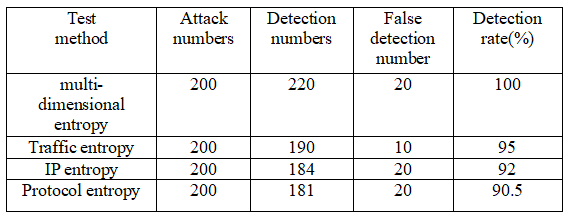 Test method Attack numbers Detection numbers False detection number Detection rate(%)
multi-dimensional entropy 200 220 20 100
Traffic entropy 200 190 10 95
IP entropy 200 184 20 92
Protocol entropy 200 181 20 90.5